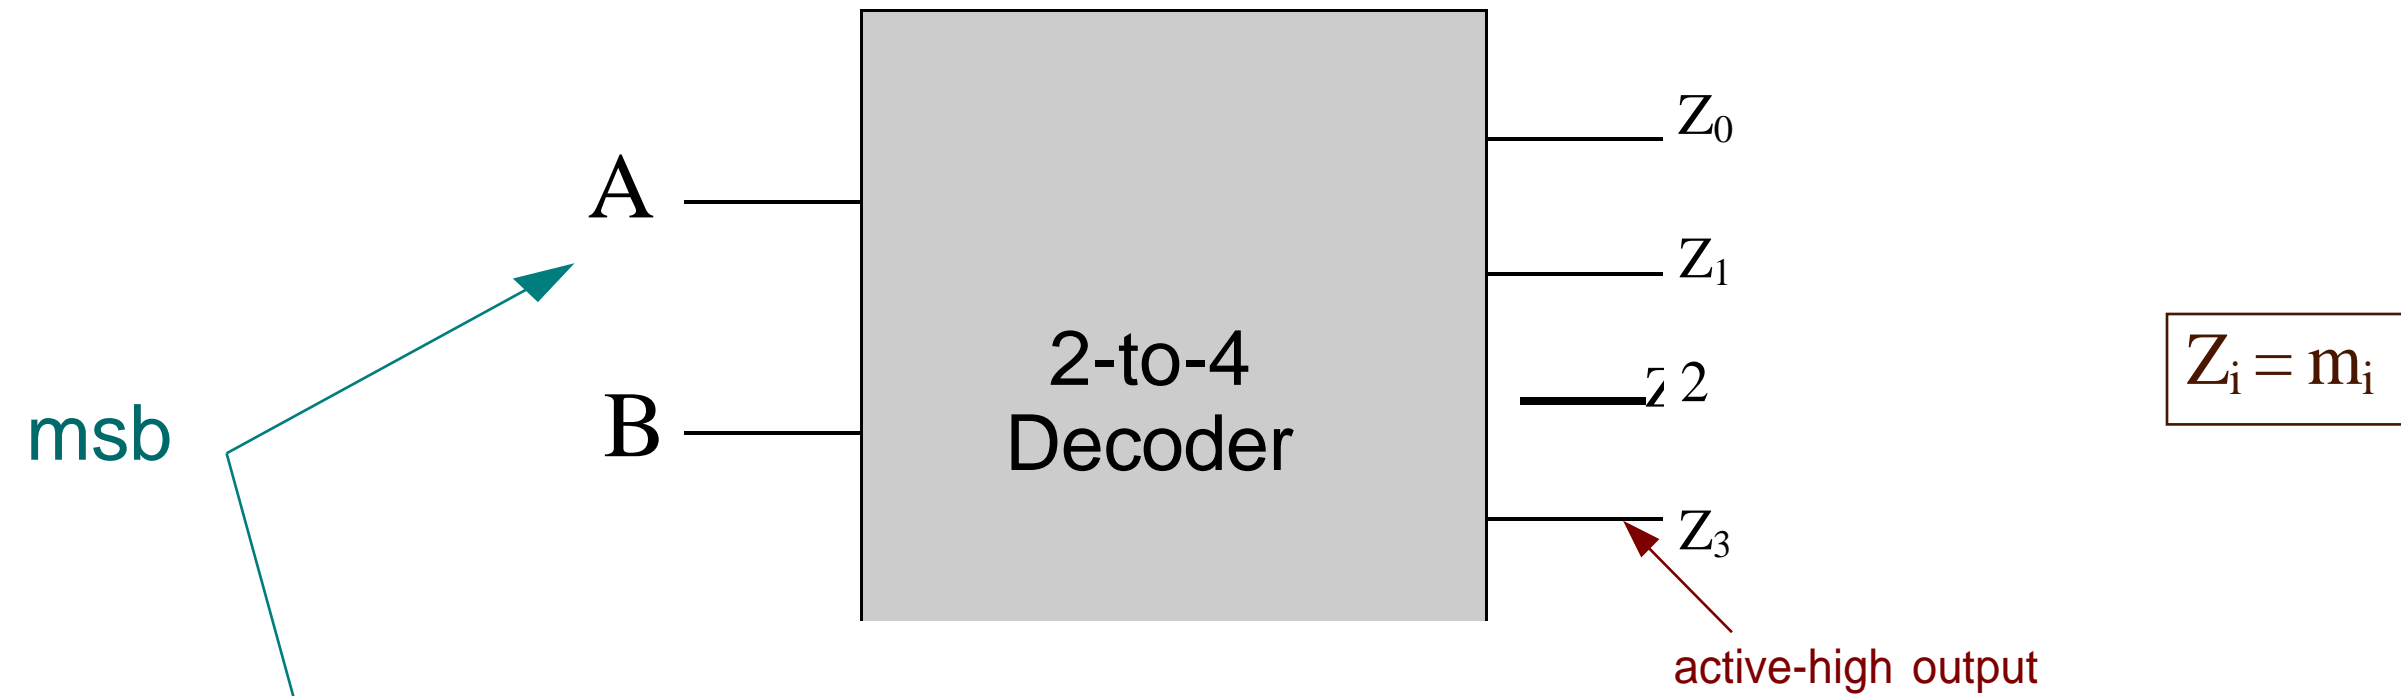 Z₀
A
Z₁
2-to-4
Z 2
Zᵢ = mᵢ
B
msb
Decoder
Z₃
active-high output